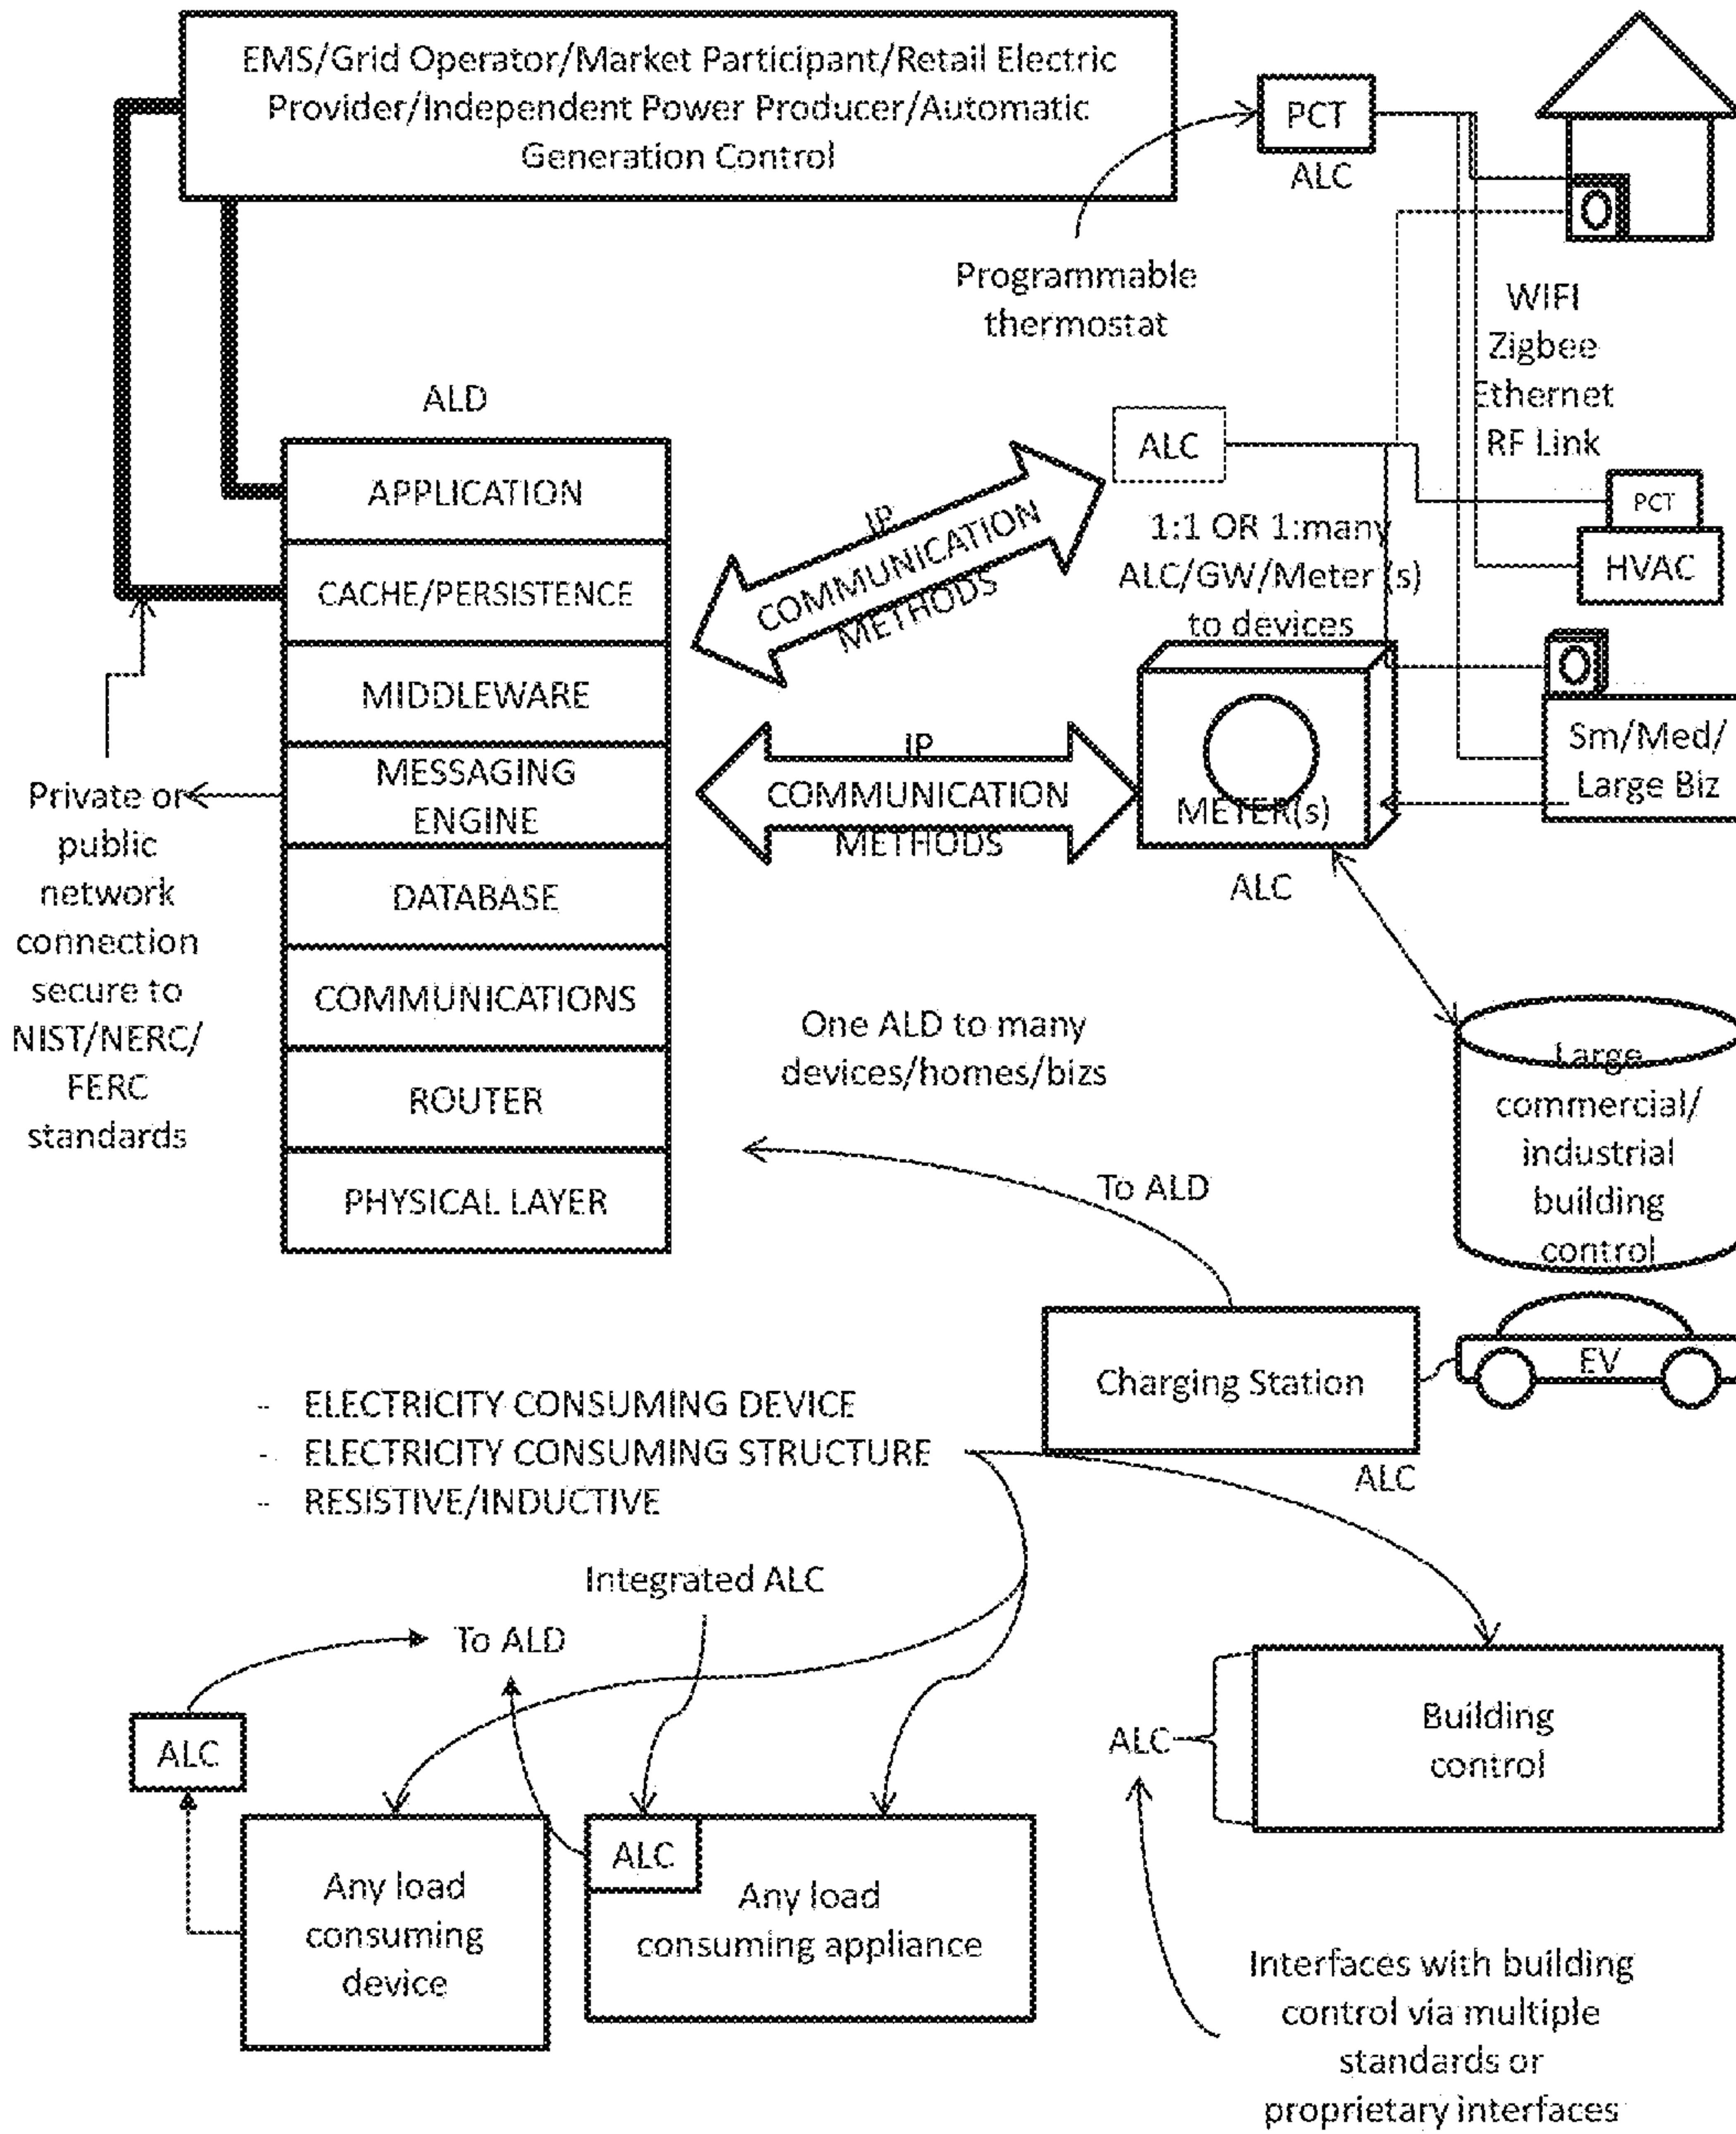 EMS/Grid Operator/Market Participant/Retail Electric
Provider/Independent Power Producer/Automatic
Generation Control
PCT
ALC
Programmable
thermostat
WIFI
Zigbee
Ethernet
RF Link
ALD
APPLICATION
CACHE/PERSISTENCE
MIDDLEWARE
MESSAGING
ENGINE
DATABASE
COMMUNICATIONS
ROUTER
PHYSICAL LAYER
IP
COMMUNICATION
METHODS
ALC
1:1 OR 1:many
ALC/GW/Meter (s)
to devices
PCT
HVAC
IP
COMMUNICATION
METHODS
METER(s)
ALC
Sm/Med/
Large Biz
Private or
public
network
connection
secure to
NIST/NERC/
FERC
standards
One ALD to many
devices/homes/bizs
Large
commercial/
industrial
building
control
To ALD
Charging Station
ALC
EV
- ELECTRICITY CONSUMING DEVICE
- ELECTRICITY CONSUMING STRUCTURE
- RESISTIVE/INDUCTIVE
Integrated ALC
To ALD
ALC
Any load
consuming
device
ALC
Any load
consuming appliance
ALC
Building
control
Interfaces with building
control via multiple
standards or
proprietary interfaces